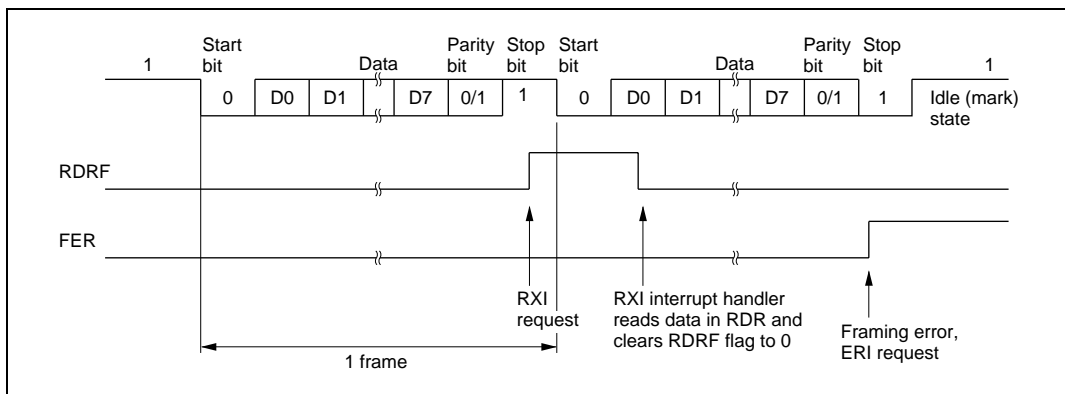 1
Start
bit
Data
Parity
bit
Stop
bit
Start
bit
Data
Parity
bit
Stop
bit
1
0 D0 D1 D7 0/1 1 0 D0 D1 D7 0/1 1 Idle (mark)
state
RDRF
FER
RXI
request
RXI interrupt handler
reads data in RDR and
clears RDRF flag to 0
Framing error,
ERI request
1 frame